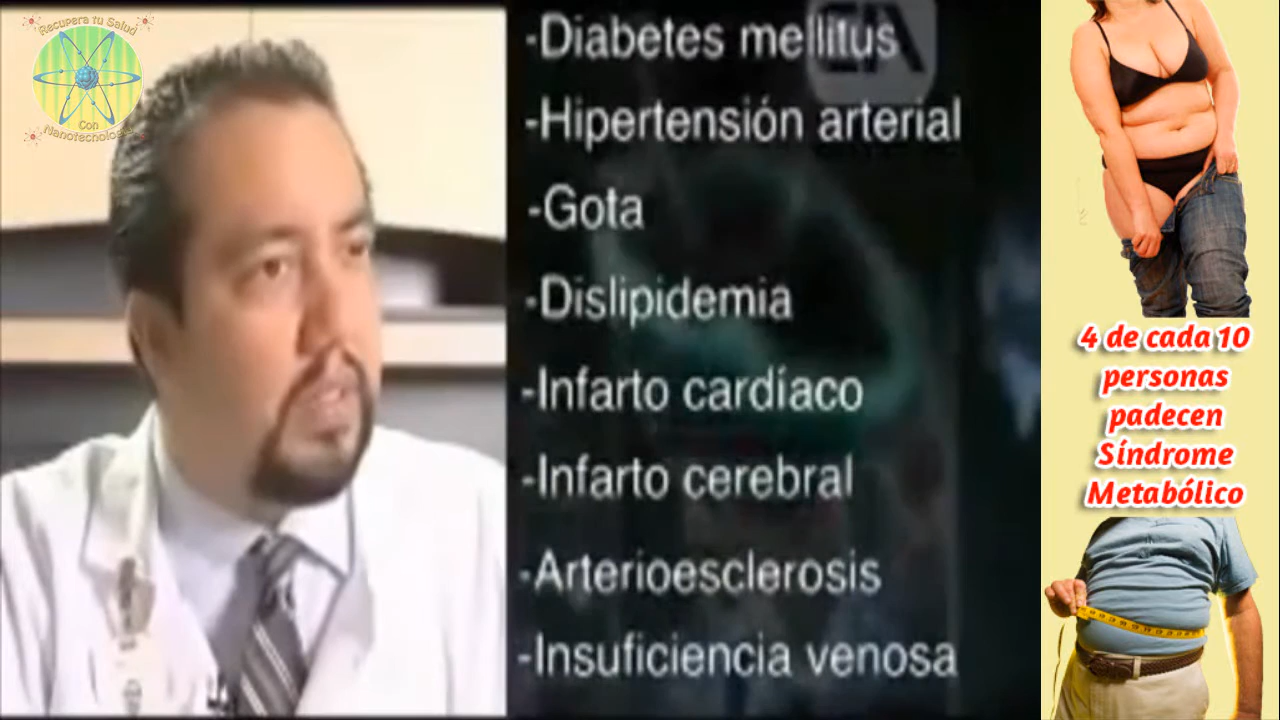 Recupera tu Salud
Con
Nanotecnología
-Diabetes mellitus
-Hipertensión arterial
-Gota
-Dislipidemia
-Infarto cardíaco
-Infarto cerebral
-Arterioesclerosis
-Insuficiencia venosa
4 de cada 10
personas
padecen
Síndrome
Metabólico